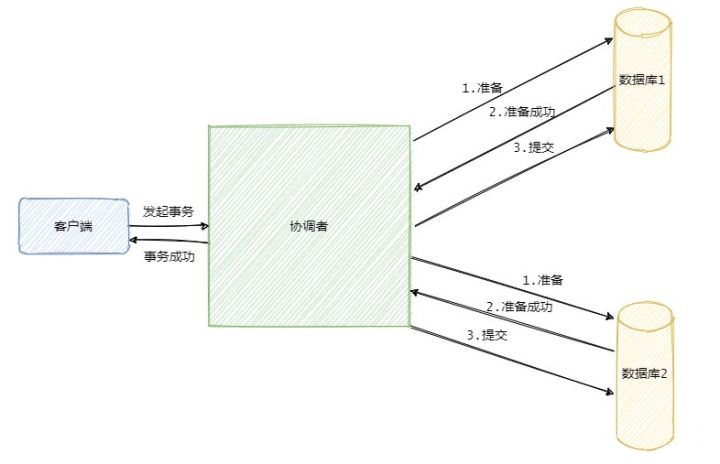 客户端
发起事务
事务成功
协调者
1.准备
2.准备成功
3.提交
数据库1
1.准备
2.准备成功
3.提交
数据库2